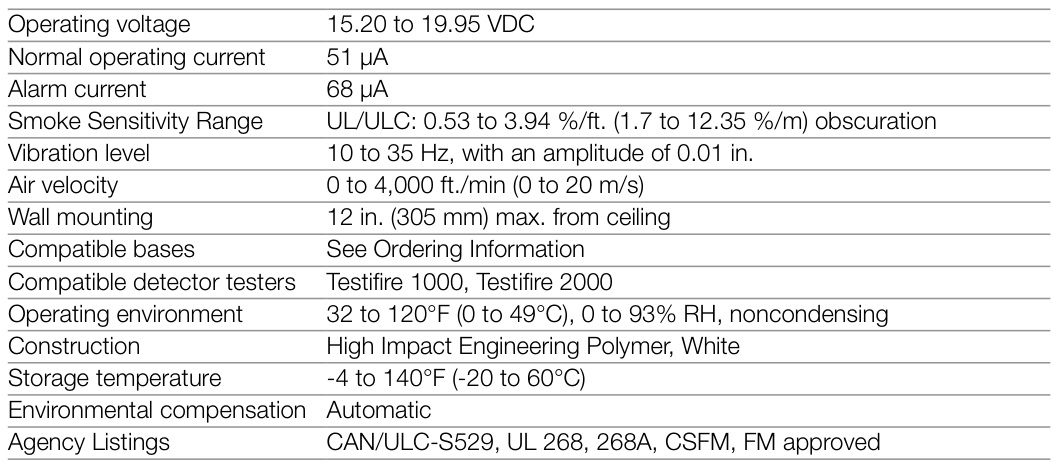 Operating voltage 15.20 to 19.95 VDC
Normal operating current 51 µA
Alarm current 68 µA
Smoke Sensitivity Range UL/ULC: 0.53 to 3.94 %/ft. (1.7 to 12.35 %/m) obscuration
Vibration level 10 to 35 Hz, with an amplitude of 0.01 in.
Air velocity 0 to 4,000 ft./min (0 to 20 m/s)
Wall mounting 12 in. (305 mm) max. from ceiling
Compatible bases See Ordering Information
Compatible detector testers Testifire 1000, Testifire 2000
Operating environment 32 to 120°F (0 to 49°C), 0 to 93% RH, noncondensing
Construction High Impact Engineering Polymer, White
Storage temperature -4 to 140°F (-20 to 60°C)
Environmental compensation Automatic
Agency Listings CAN/ULC-S529, UL 268, 268A, CSFM, FM approved